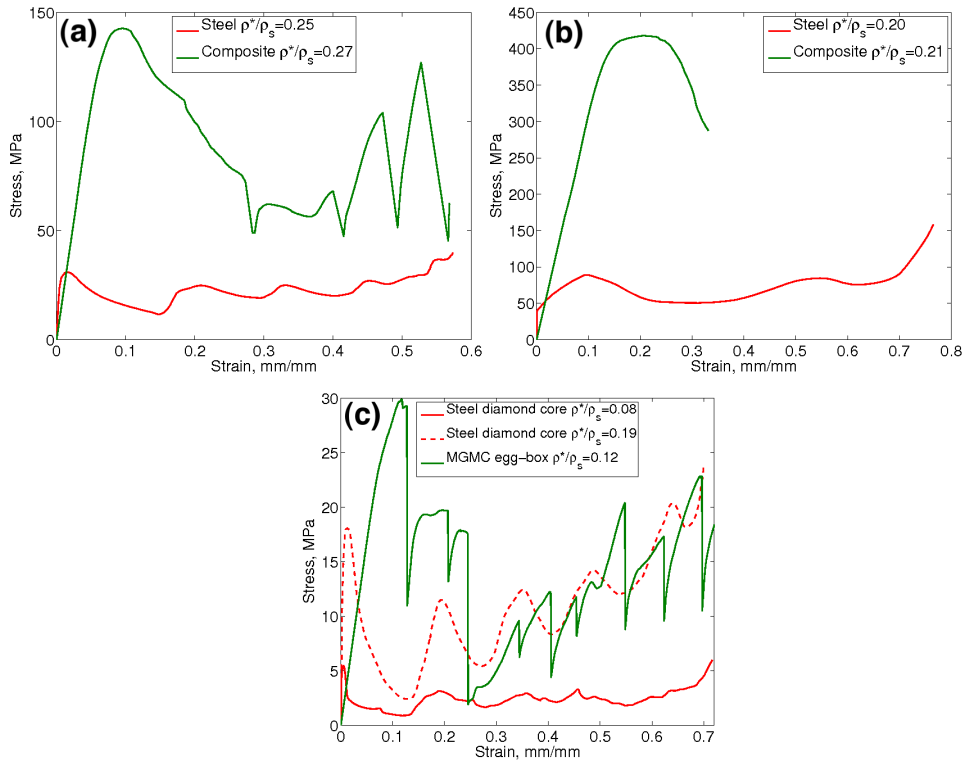 (a)
Steel ρ*/ρs=0.25
Composite ρ*/ρs=0.27
150
100
50
0
Stress, MPa
0 0.1 0.2 0.3 0.4 0.5 0.6
Strain, mm/mm
(b)
Steel ρ*/ρs=0.20
Composite ρ*/ρs=0.21
450
400
350
300
250
200
150
100
50
0
Stress, MPa
0 0.1 0.2 0.3 0.4 0.5 0.6 0.7 0.8
Strain, mm/mm
(c)
Steel diamond core ρ*/ρs=0.08
Steel diamond core ρ*/ρs=0.19
MGMC egg-box ρ*/ρs=0.12
30
25
20
15
10
5
0
Stress, MPa
0 0.1 0.2 0.3 0.4 0.5 0.6 0.7
Strain, mm/mm